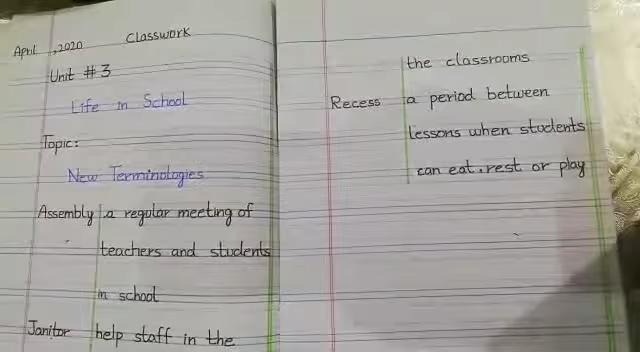 April , 2020 Classwork
Unit # 3
Life in School
Topic:
New Terminologies
Assembly a regular meeting of
teachers and students
in school
Janitor help staff in the
the classrooms
Recess a period between
lessons when students
can eat, rest or play